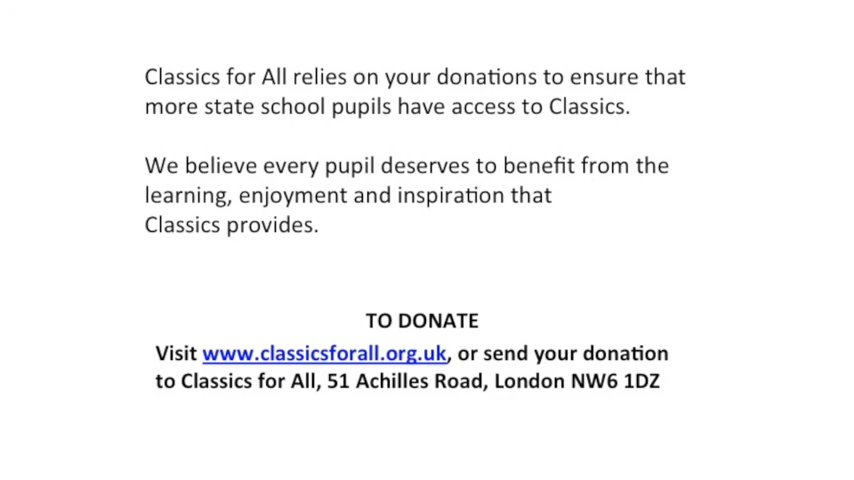 Classics for All relies on your donations to ensure that
more state school pupils have access to Classics.
We believe every pupil deserves to benefit from the
learning, enjoyment and inspiration that
Classics provides.
TO DONATE
Visit www.classicsforall.org.uk, or send your donation
to Classics for All, 51 Achilles Road, London NW6 1DZ